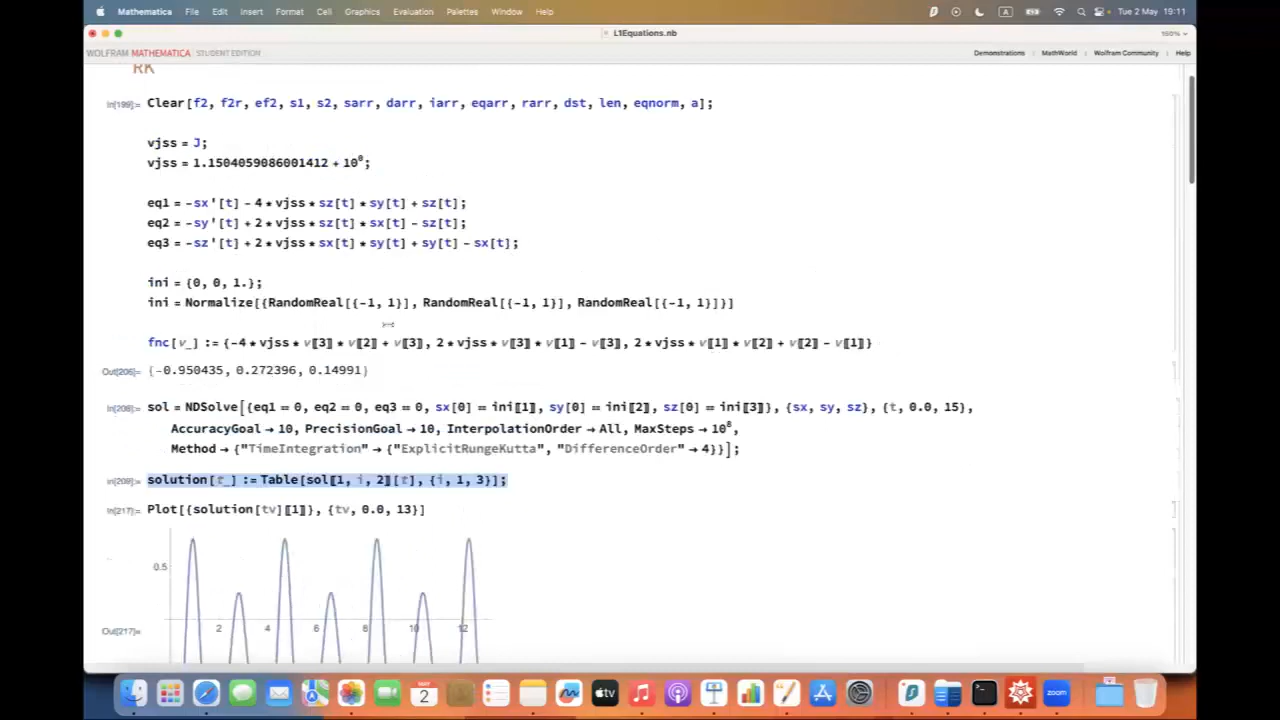 Mathematica File Edit Insert Format Cell Graphics Evaluation Palettes Window Help A Tue 2 May 19:11
L1Equations.nb 150%
WOLFRAM MATHEMATICA STUDENT EDITION Demonstrations MathWorld Wolfram Community Help
RK
In[199]:= Clear[f2, f2r, ef2, s1, s2, sarr, darr, iarr, eqarr, rarr, dst, len, eqnorm, a];
vjss = J;
vjss = 1.1504059086001412 * 10^0;
eq1 = -sx'[t] - 4 * vjss * sz[t] * sy[t] + sz[t];
eq2 = -sy'[t] + 2 * vjss * sz[t] * sx[t] - sz[t];
eq3 = -sz'[t] + 2 * vjss * sx[t] * sy[t] + sy[t] - sx[t];
ini = {0, 0, 1.};
ini = Normalize[{RandomReal[{-1, 1}], RandomReal[{-1, 1}], RandomReal[{-1, 1}]}]
fnc[v_] := {-4 * vjss * v[[3]] * v[[2]] + v[[3]], 2 * vjss * v[[3]] * v[[1]] - v[[3]], 2 * vjss * v[[1]] * v[[2]] + v[[2]] - v[[1]]}
Out[206]= {-0.950435, 0.272396, 0.14991}
In[208]:= sol = NDSolve[{eq1 == 0, eq2 == 0, eq3 == 0, sx[0] == ini[[1]], sy[0] == ini[[2]], sz[0] == ini[[3]]}, {sx, sy, sz}, {t, 0.0, 15},
AccuracyGoal → 10, PrecisionGoal → 10, InterpolationOrder → All, MaxSteps → 10^8,
Method → {"TimeIntegration" → {"ExplicitRungeKutta", "DifferenceOrder" → 4}}];
In[209]:= solution[t_] := Table[sol[[1, i, 2]][t], {i, 1, 3}];
In[217]:= Plot[{solution[tv][[1]]}, {tv, 0.0, 13}]
0.5
2 4 6 8 10 12
Out[217]=
MAY
2
tv
zoom